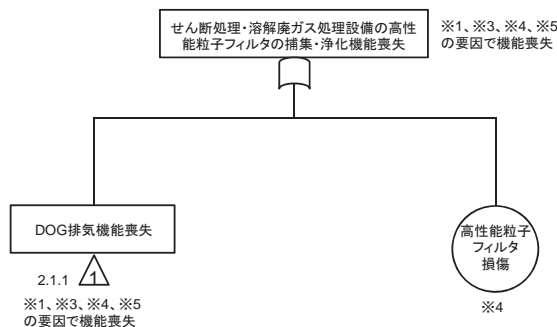 せん断処理・溶解廃ガス処理設備の高性
能粒子フィルタの捕集・浄化機能喪失
※1、※3、※4、※5
の要因で機能喪失
DOG排気機能喪失
2.1.1
1
※1、※3、※4、※5
の要因で機能喪失
高性能粒子
フィルタ
損傷
※4